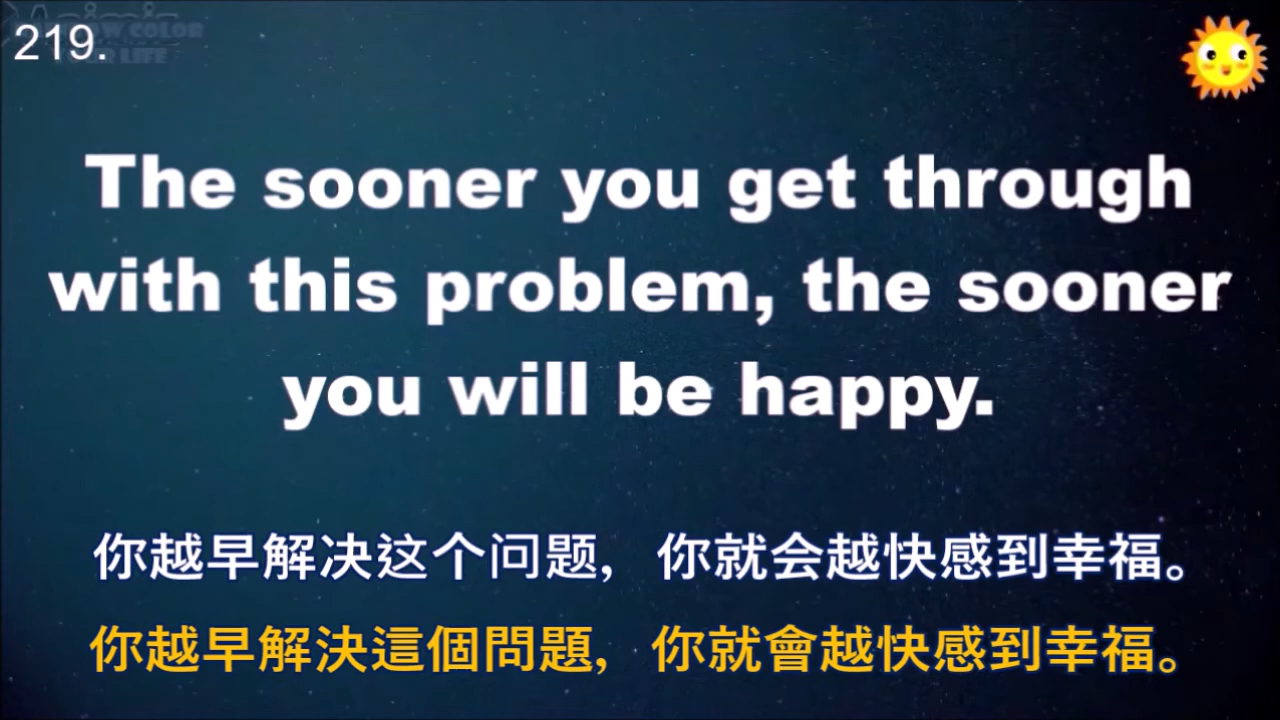 219.
COLOR
LIFE
The sooner you get through
with this problem, the sooner
you will be happy.
你越早解决这个问题,你就会越快感到幸福。
你越早解決這個問題,你就會越快感到幸福。